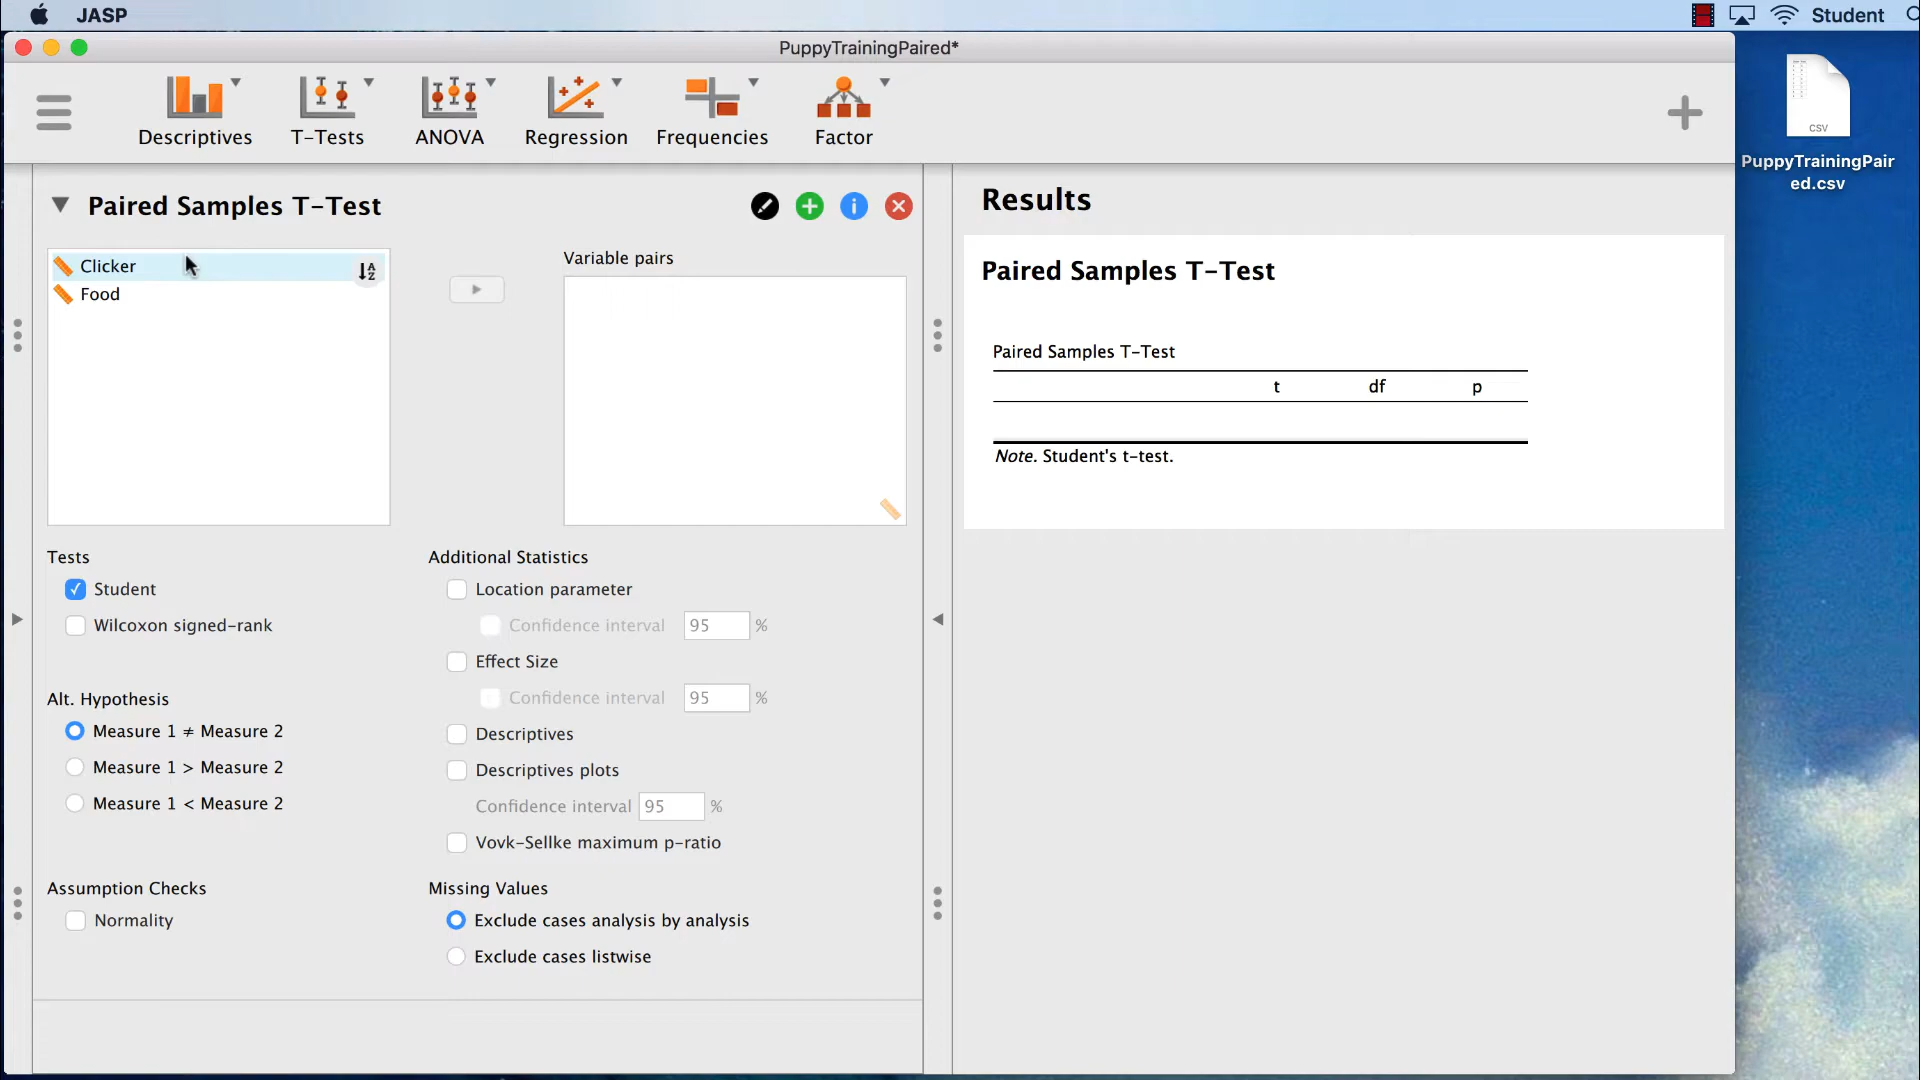 JASP
Student
PuppyTrainingPaired*
Descriptives
T-Tests
ANOVA
Regression
Frequencies
Factor
CSV
PuppyTrainingPair
ed.csv
Paired Samples T-Test
Clicker
Food
Variable pairs
Tests
Student
Wilcoxon signed-rank
Alt. Hypothesis
Measure 1 ≠ Measure 2
Measure 1 > Measure 2
Measure 1 < Measure 2
Assumption Checks
Normality
Additional Statistics
Location parameter
Confidence interval 95 %
Effect Size
Confidence interval 95 %
Descriptives
Descriptives plots
Confidence interval 95 %
Vovk-Sellke maximum p-ratio
Missing Values
Exclude cases analysis by analysis
Exclude cases listwise
Results
Paired Samples T-Test
Paired Samples T-Test
t df p
Note. Student's t-test.